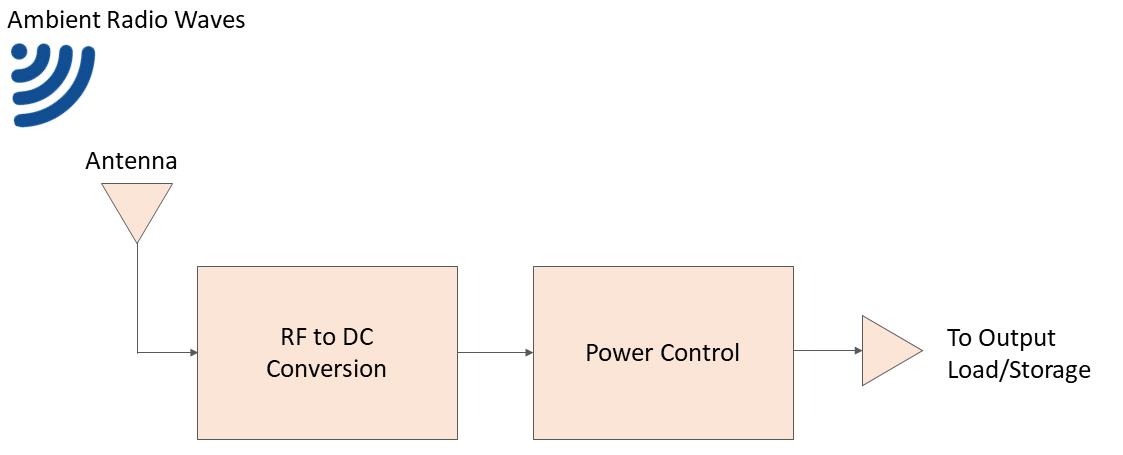 Ambient Radio Waves
Antenna
RF to DC
Conversion
Power Control
To Output
Load/Storage